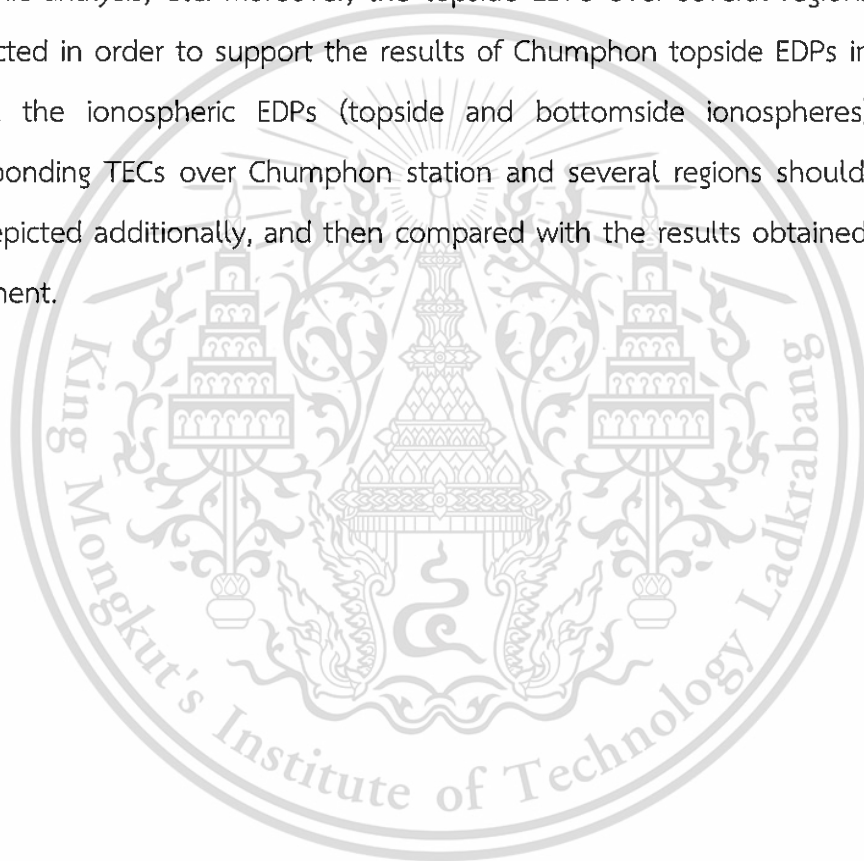 analysis, etc. Moreover, the topside EDPs over several regions
cted in order to support the results of Chumphon topside EDPs in
the ionospheric EDPs (topside and bottomside ionospheres)
ponding TECs over Chumphon station and several regions should
epicted additionally, and then compared with the results obtained
ment.
King Mongkut's Institute of Technology Ladkrabang